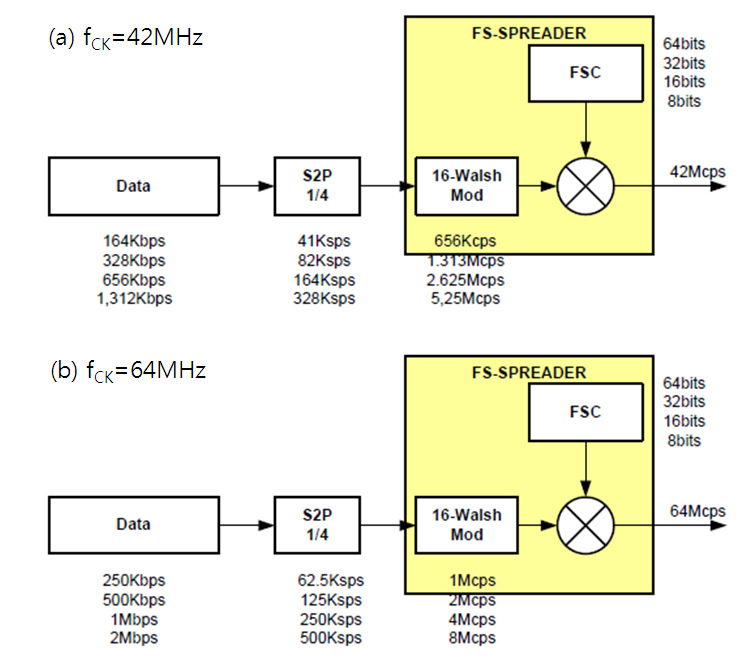 (a) fCK=42MHz
FS-SPREADER
FSC
64bits
32bits
16bits
8bits
Data
S2P
1/4
16-Walsh
Mod
42Mcps
164Kbps
328Kbps
656Kbps
1,312Kbps
41Ksps
82Ksps
164Ksps
328Ksps
656Kcps
1.313Mcps
2.625Mcps
5,25Mcps
(b) fCK=64MHz
FS-SPREADER
FSC
64bits
32bits
16bits
8bits
Data
S2P
1/4
16-Walsh
Mod
64Mcps
250Kbps
500Kbps
1Mbps
2Mbps
62.5Ksps
125Ksps
250Ksps
500Ksps
1Mcps
2Mcps
4Mcps
8Mcps